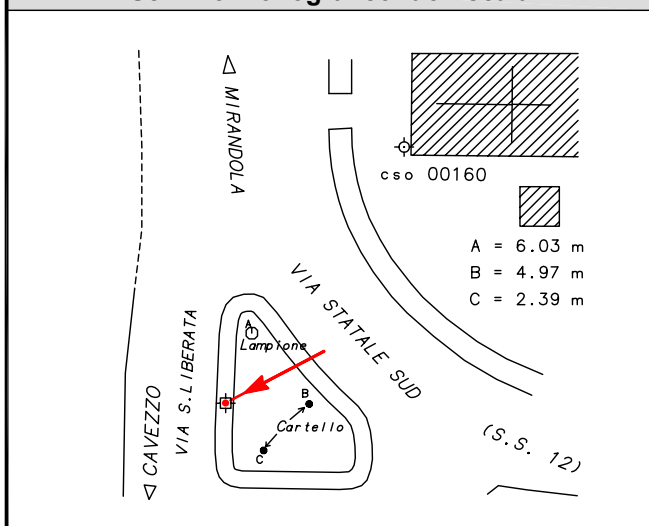 MIRANDOLA
cso 00160
A = 6.03 m
B = 4.97 m
C = 2.39 m
VIA STATALE SUD
VIA S.LIBERATA
A
Lampione
B
Cartello
C
CAVEZZO
(S.S. 12)